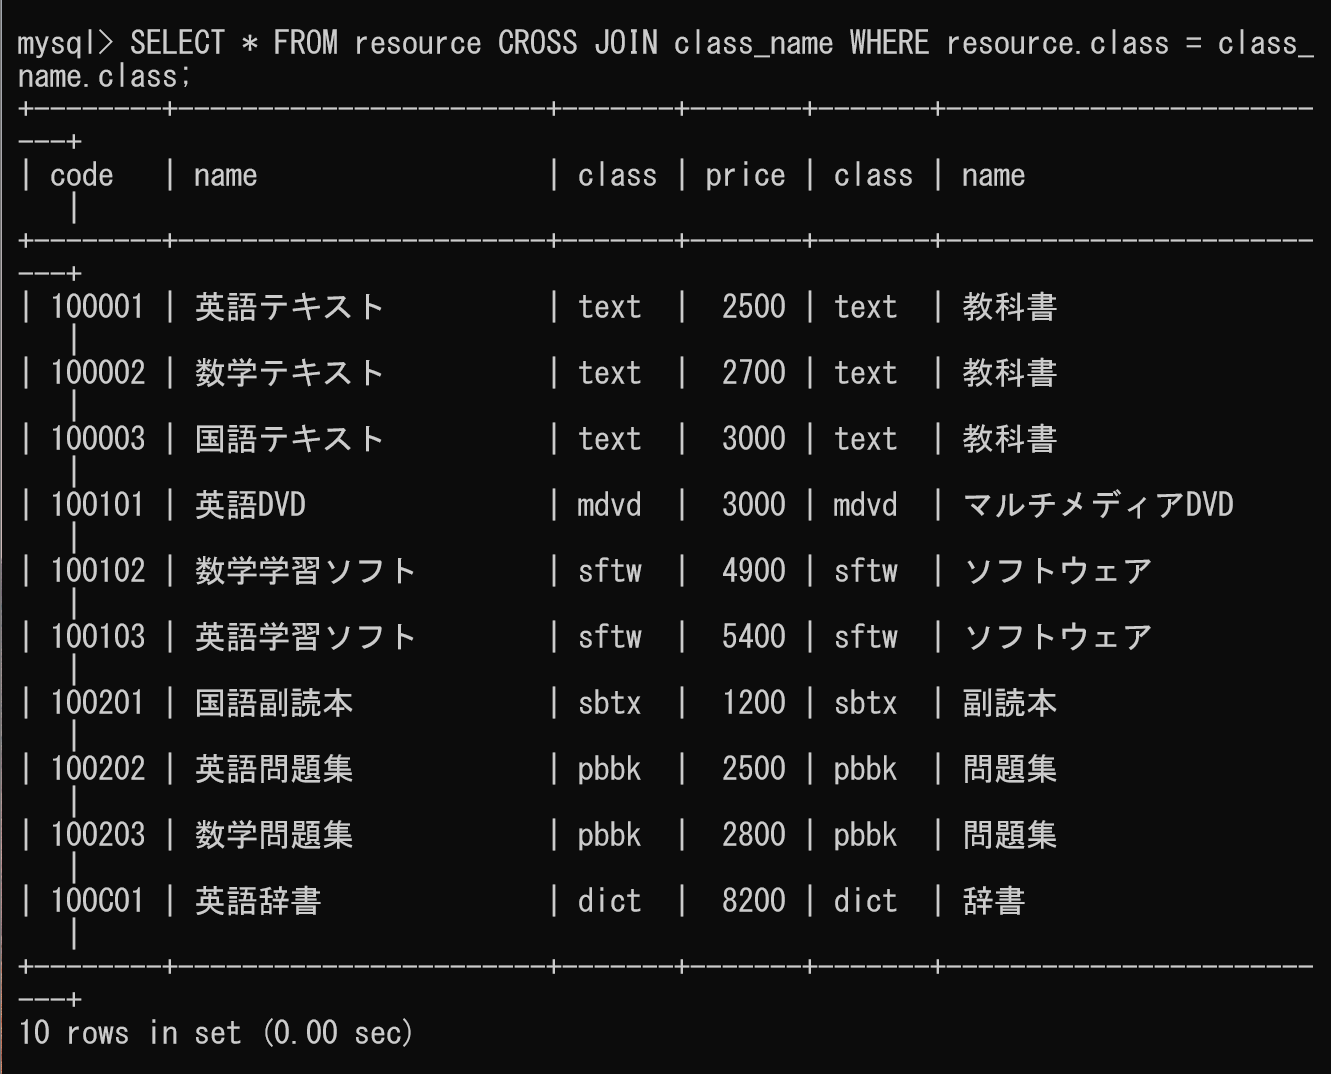 mysql> SELECT * FROM resource CROSS JOIN class_name WHERE resource.class = class_
name.class;
+--------+-----------------------+-------+-------+-------+-----------------------
---+
| code   | name                  | class | price | class | name
   |
+--------+-----------------------+-------+-------+-------+-----------------------
---+
| 100001 | 英語テキスト          | text  |  2500 | text  | 教科書
   |
| 100002 | 数学テキスト          | text  |  2700 | text  | 教科書
   |
| 100003 | 国語テキスト          | text  |  3000 | text  | 教科書
   |
| 100101 | 英語DVD               | mdvd  |  3000 | mdvd  | マルチメディアDVD
   |
| 100102 | 数学学習ソフト        | sftw  |  4900 | sftw  | ソフトウェア
   |
| 100103 | 英語学習ソフト        | sftw  |  5400 | sftw  | ソフトウェア
   |
| 100201 | 国語副読本            | sbtx  |  1200 | sbtx  | 副読本
   |
| 100202 | 英語問題集            | pbbk  |  2500 | pbbk  | 問題集
   |
| 100203 | 数学問題集            | pbbk  |  2800 | pbbk  | 問題集
   |
| 100C01 | 英語辞書              | dict  |  8200 | dict  | 辞書
   |
+--------+-----------------------+-------+-------+-------+-----------------------
---+
10 rows in set (0.00 sec)